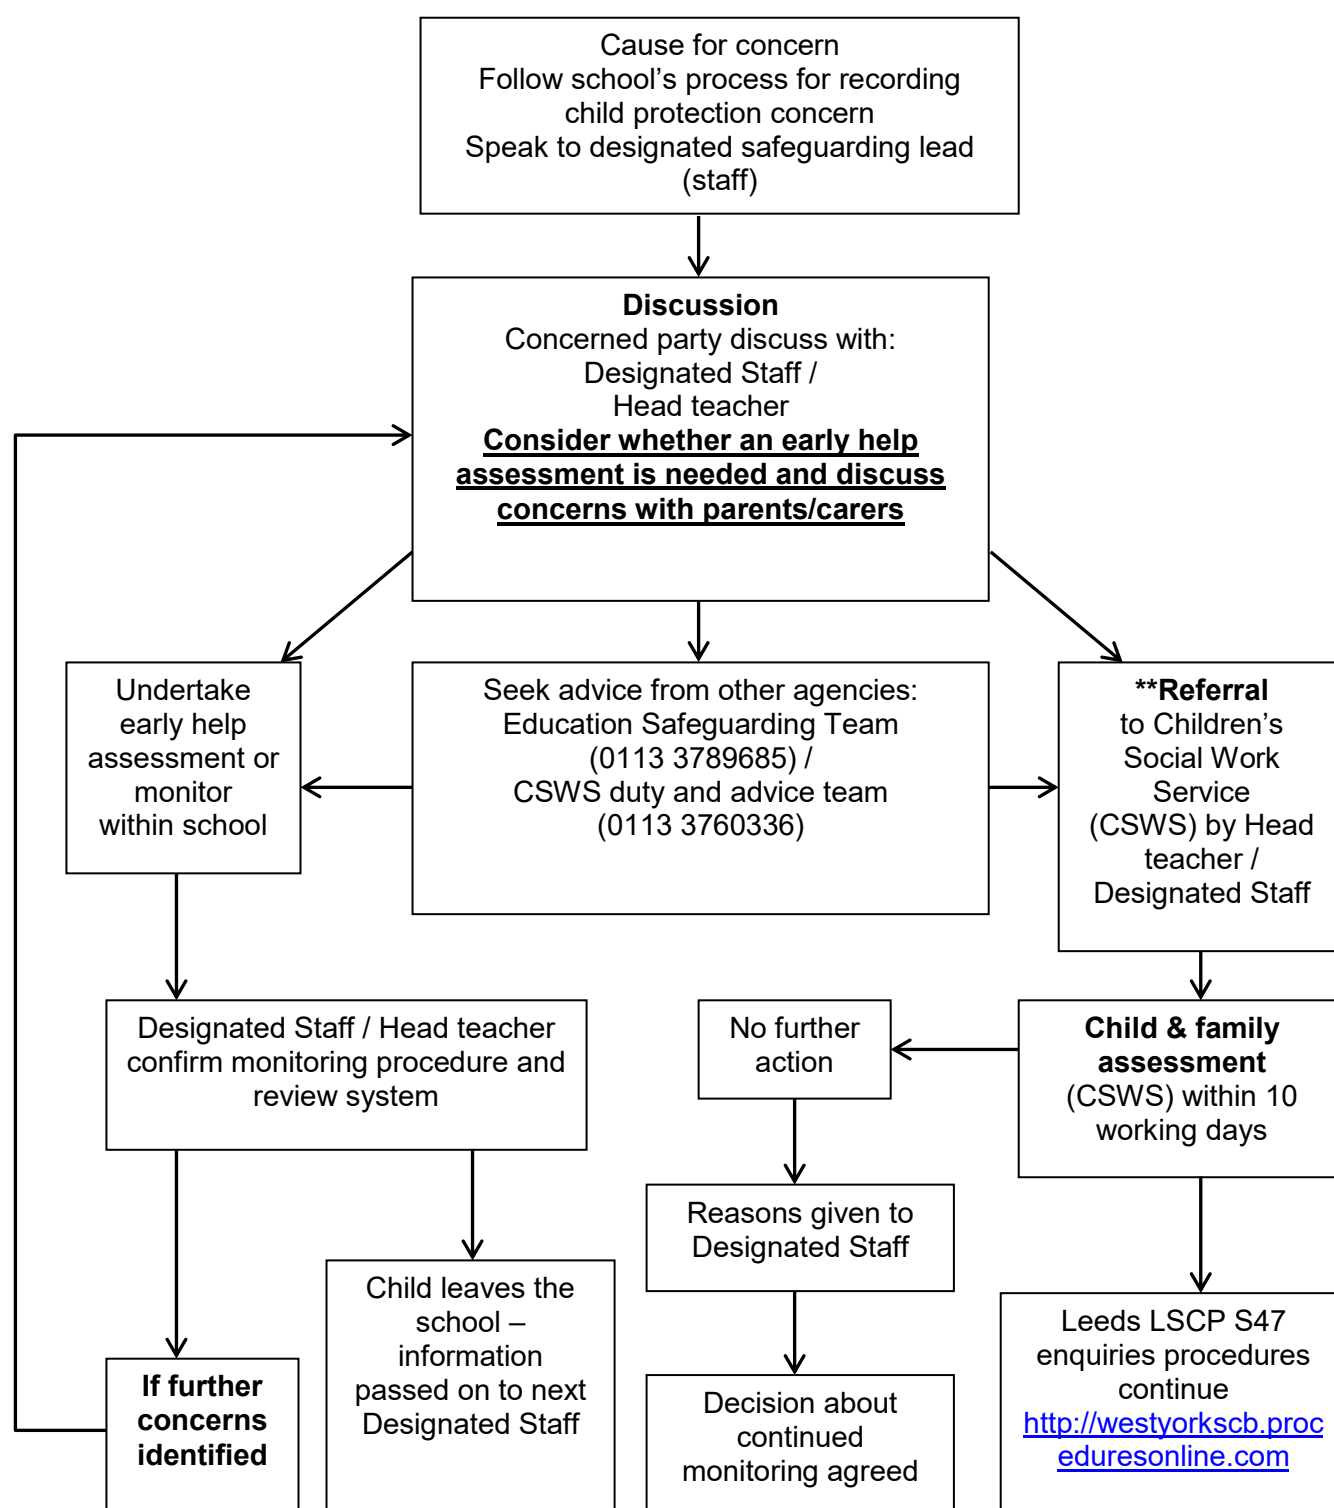 Cause for concern
Follow school’s process for recording
child protection concern
Speak to designated safeguarding lead
(staff)
Discussion
Concerned party discuss with:
Designated Staff /
Head teacher
Consider whether an early help
assessment is needed and discuss
concerns with parents/carers
Undertake
early help
assessment or
monitor
within school
Seek advice from other agencies:
Education Safeguarding Team
(0113 3789685) /
CSWS duty and advice team
(0113 3760336)
**Referral
to Children’s
Social Work
Service
(CSWS) by Head
teacher /
Designated Staff
Designated Staff / Head teacher
confirm monitoring procedure and
review system
No further
action
Child & family
assessment
(CSWS) within 10
working days
Reasons given to
Designated Staff
Child leaves the
school –
information
passed on to next
Designated Staff
If further
concerns
identified
Decision about
continued
monitoring agreed
Leeds LSCP S47
enquiries procedures
continue
http://westyorkscb.proc
eduresonline.com